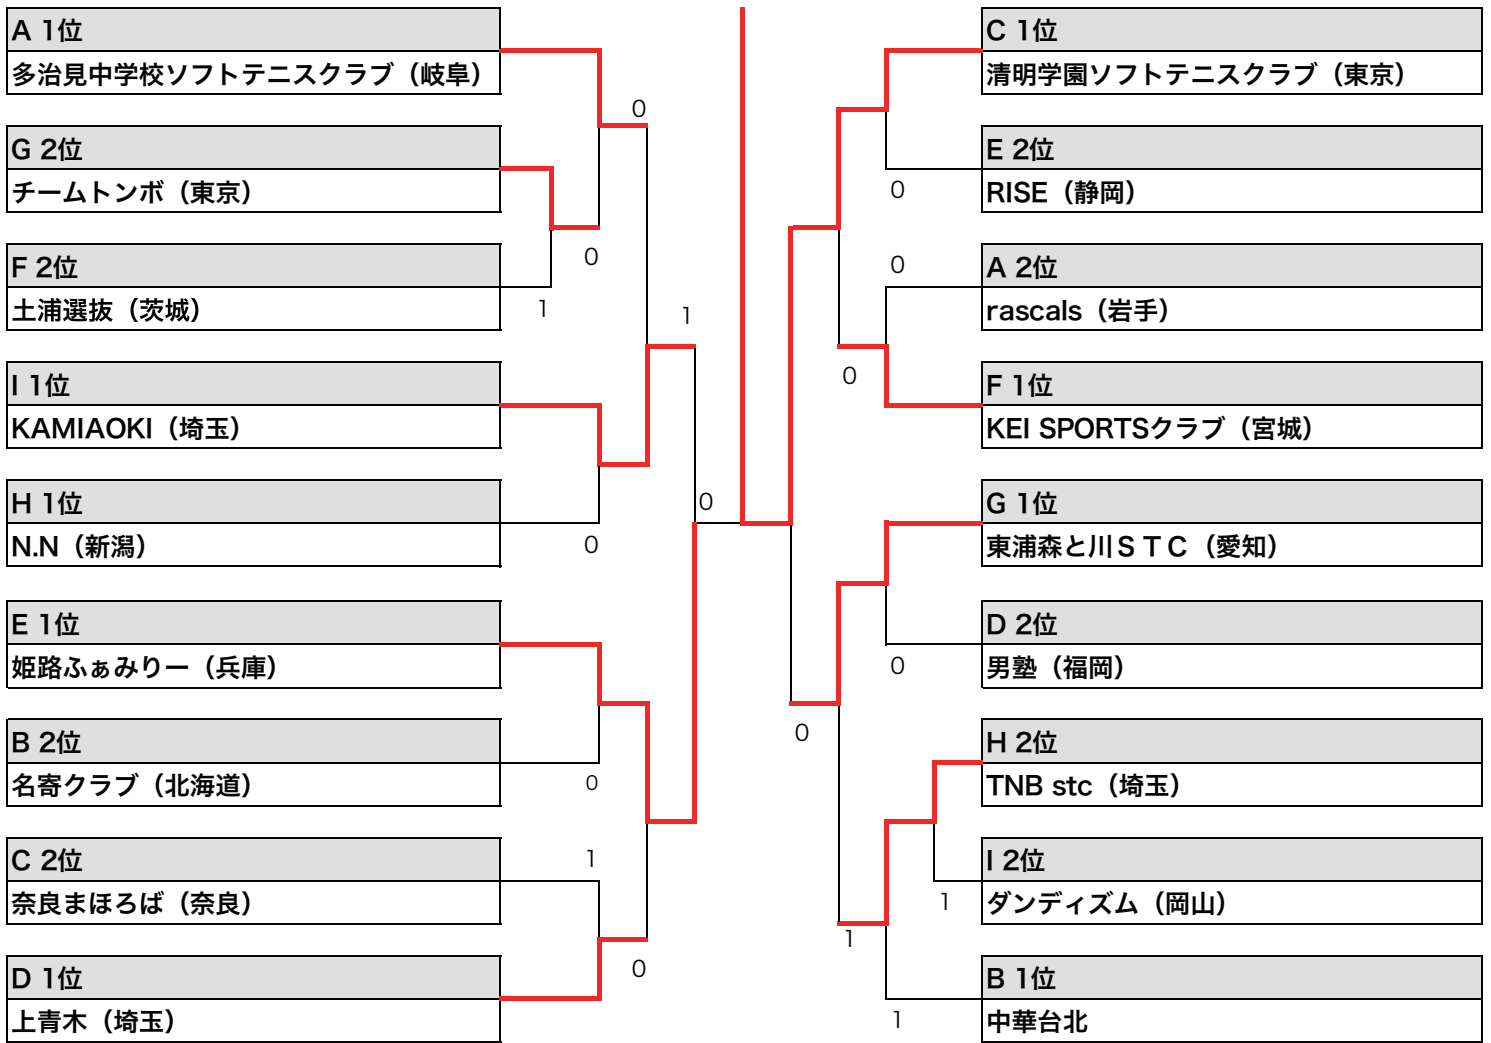 A 1位
多治見中学校ソフトテニスクラブ（岐阜）
0
G 2位
チームトンボ（東京）
0
F 2位
土浦選抜（茨城）
1
1
I 1位
KAMIAOKI（埼玉）
H 1位
N.N（新潟）
0
0
E 1位
姫路ふぁみりー（兵庫）
B 2位
名寄クラブ（北海道）
0
C 2位
奈良まほろば（奈良）
1
D 1位
上青木（埼玉）
0
C 1位
清明学園ソフトテニスクラブ（東京）
E 2位
RISE（静岡）
0
0
A 2位
rascals（岩手）
0
F 1位
KEI SPORTSクラブ（宮城）
G 1位
東浦森と川ＳＴＣ（愛知）
D 2位
男塾（福岡）
0
0
H 2位
TNB stc（埼玉）
I 2位
ダンディズム（岡山）
1
1
B 1位
中華台北
1